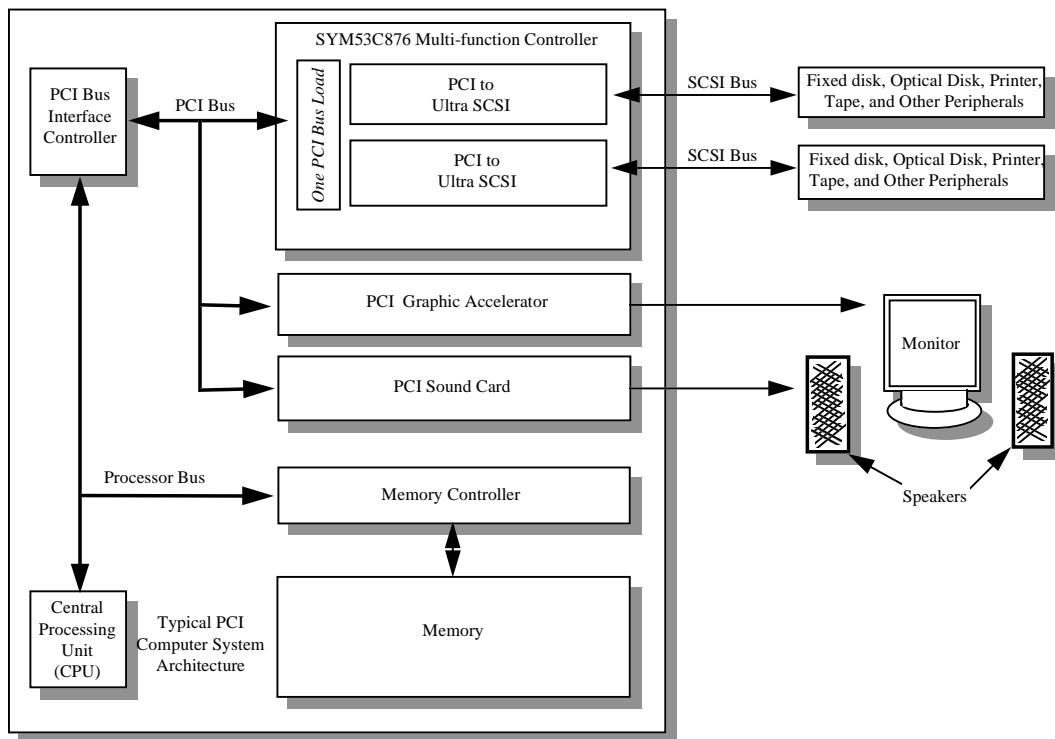 SYM53C876 Multi-function Controller
PCI Bus
Interface
Controller
PCI Bus
One PCI Bus Load
PCI to
Ultra SCSI
SCSI Bus
Fixed disk, Optical Disk, Printer,
Tape, and Other Peripherals
PCI to
Ultra SCSI
SCSI Bus
Fixed disk, Optical Disk, Printer,
Tape, and Other Peripherals
PCI Graphic Accelerator
Monitor
PCI Sound Card
Speakers
Processor Bus
Memory Controller
Central
Processing
Unit
(CPU)
Typical PCI
Computer System
Architecture
Memory